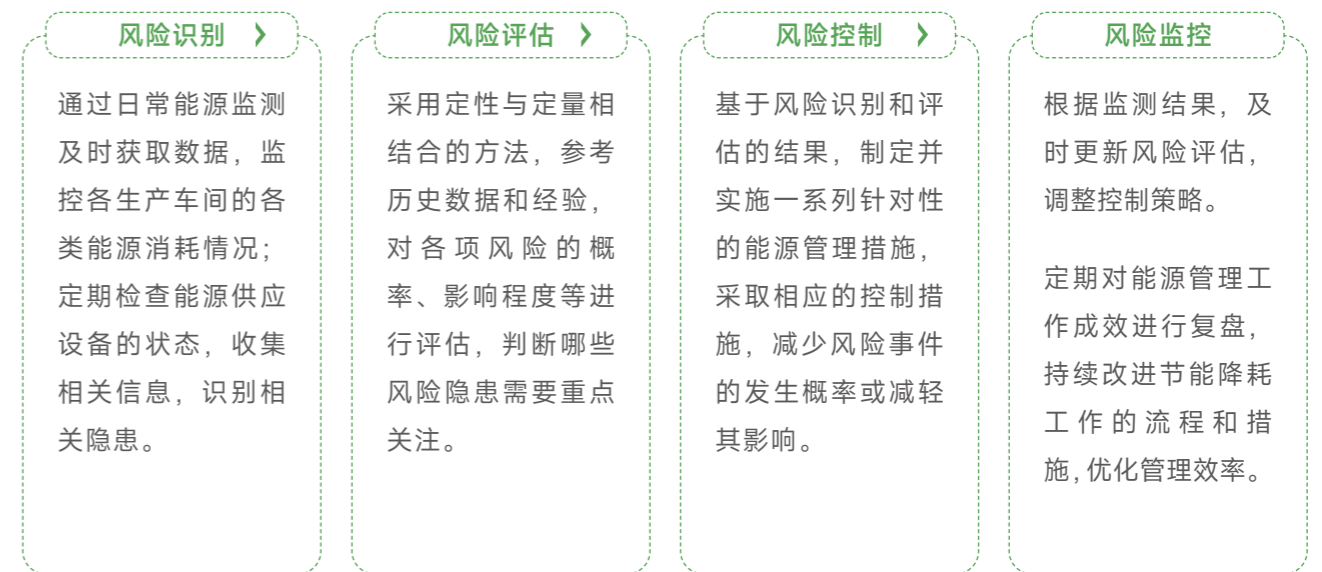 风险识别
通过日常能源监测
及时获取数据，监
控各生产车间的各
类能源消耗情况；
定期检查能源供应
设备的状态，收集
相关信息，识别相
关隐患。
风险评估
采用定性与定量相
结合的方法，参考
历史数据和经验，
对各项风险的概
率、影响程度等进
行评估，判断哪些
风险隐患需要重点
关注。
风险控制
基于风险识别和评
估的结果，制定并
实施一系列针对性
的能源管理措施，
采取相应的控制措
施，减少风险事件
的发生概率或减轻
其影响。
风险监控
根据监测结果，及
时更新风险评估，
调整控制策略。
定期对能源管理工
作成效进行复盘，
持续改进节能降耗
工作的流程和措
施，优化管理效率。